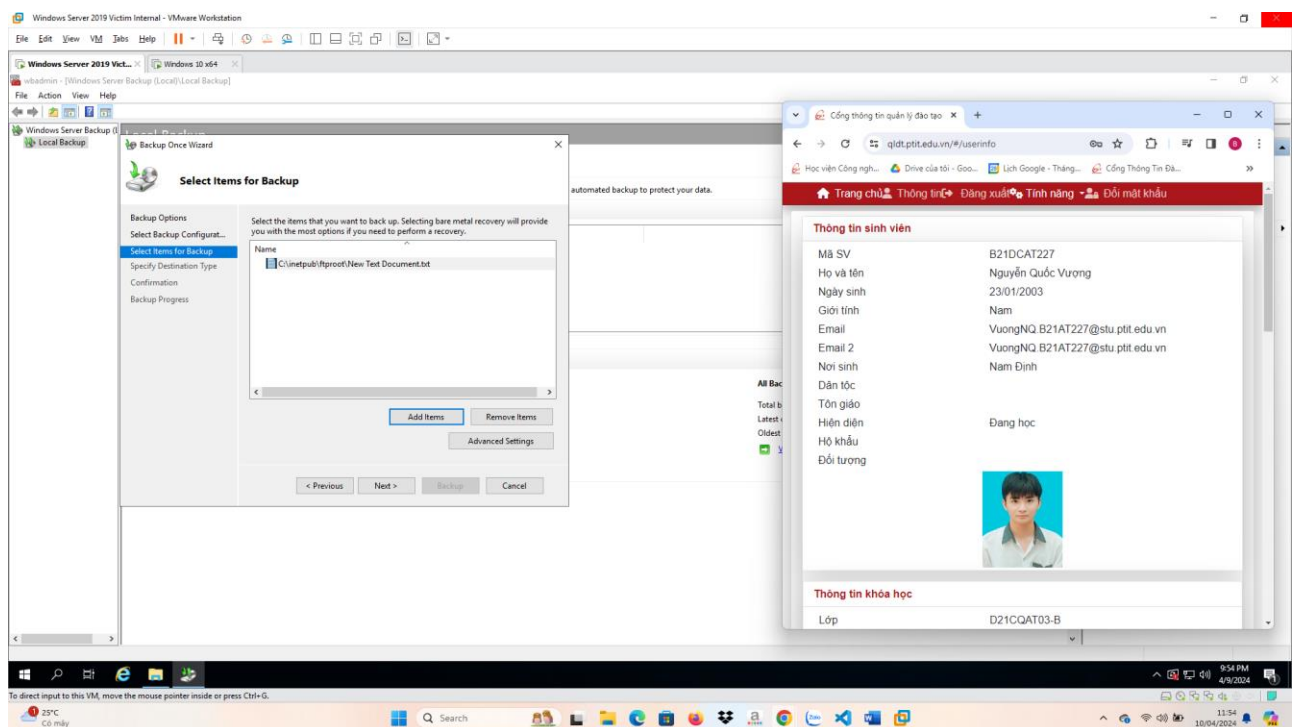 Windows Server 2019 Victim Internal - VMware Workstation
File Edit View VM Tabs Help
Windows Server 2019 Vict... Windows 10 x64
wbadmin - [Windows Server Backup (Local)\Local Backup]
File Action View Help
Windows Server Backup (L
Local Backup
Local Backup
automated backup to protect your data.
All Bac
Total b
Latest
Oldest
Backup Once Wizard
Select Items for Backup
Backup Options
Select Backup Configurat...
Select Items for Backup
Specify Destination Type
Confirmation
Backup Progress
Select the items that you want to back up. Selecting bare metal recovery will provide
you with the most options if you need to perform a recovery.
Name
C:\inetpub\ftproot\New Text Document.txt
Add Items Remove Items
Advanced Settings
< Previous Next > Backup Cancel
Cổng thông tin quản lý đào tạo
qldt.ptit.edu.vn/#/userinfo
Học viện Công ngh... Drive của tôi - Goo... Lịch Google - Tháng... Cổng Thông Tin Đà...
Trang chủ Thông tin Đăng xuất Tính năng Đổi mật khẩu
Thông tin sinh viên
Mã SV B21DCAT227
Họ và tên Nguyễn Quốc Vượng
Ngày sinh 23/01/2003
Giới tính Nam
Email VuongNQ.B21AT227@stu.ptit.edu.vn
Email 2 VuongNQ.B21AT227@stu.ptit.edu.vn
Nơi sinh Nam Định
Dân tộc
Tôn giáo
Hiện diện Đang học
Hộ khẩu
Đối tượng
Thông tin khóa học
Lớp D21CQAT03-B
9:54 PM
4/9/2024
To direct input to this VM, move the mouse pointer inside or press Ctrl+G.
25°C
Có mây
Search
11:54
10/04/2024